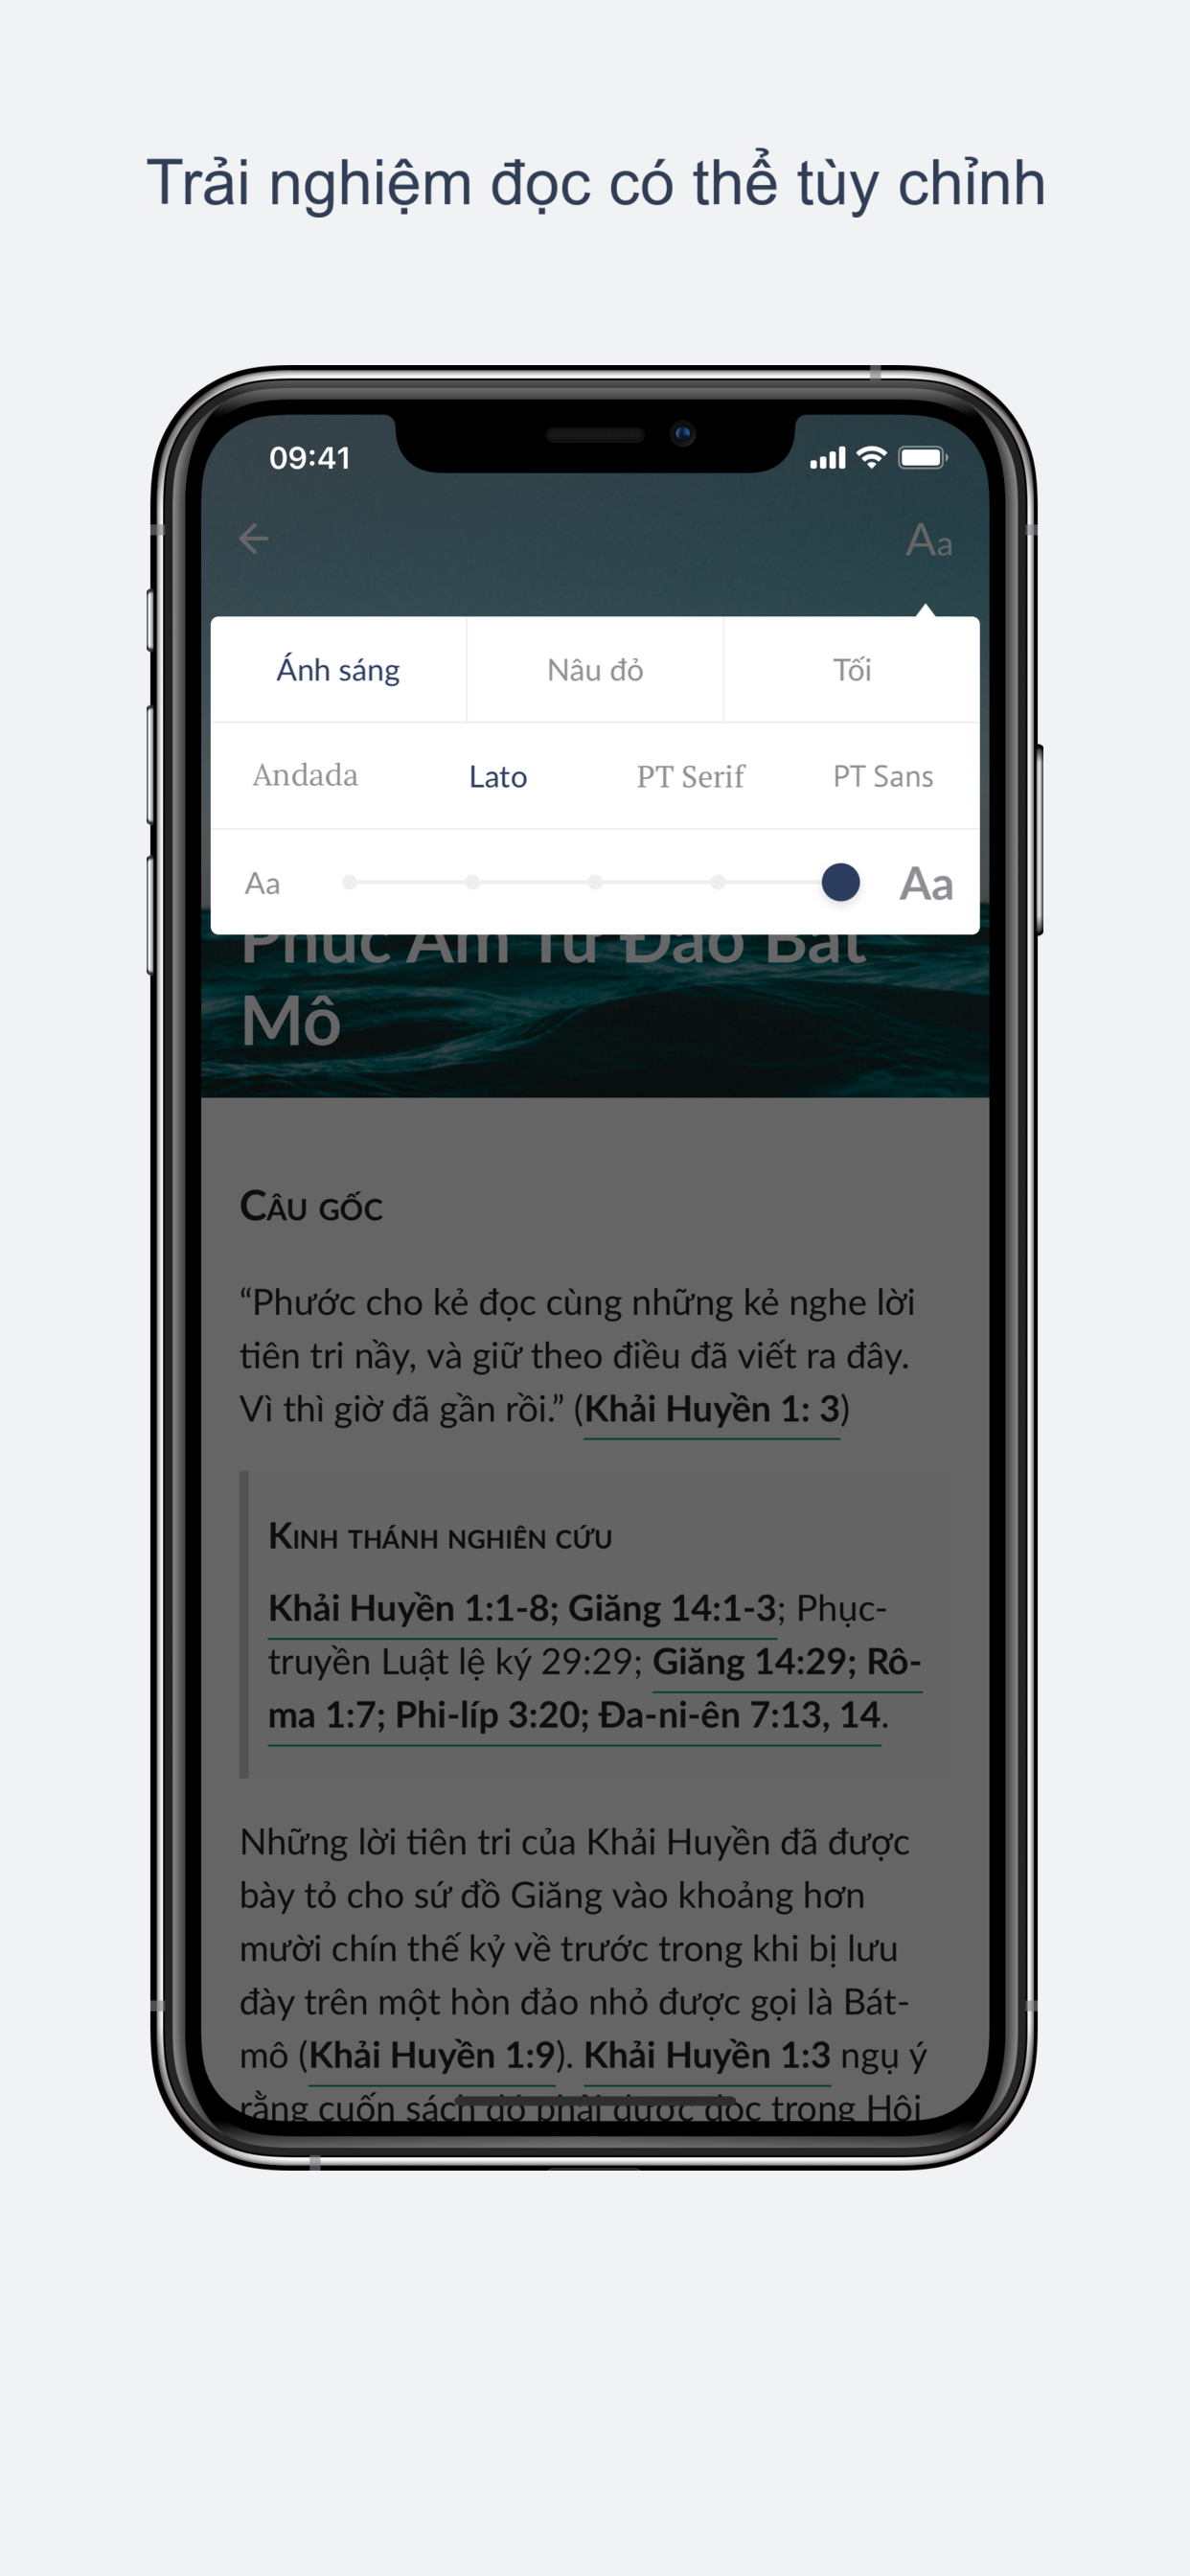 Trải nghiệm đọc có thể tùy chỉnh
09:41
Aa
Ánh sáng Nâu đỏ Tối
Andada Lato PT Serif PT Sans
Aa Aa
Phúc Âm Từ Đảo Bát
Mô
Câu gốc
“Phước cho kẻ đọc cùng những kẻ nghe lời
tiên tri nầy, và giữ theo điều đã viết ra đây.
Vì thì giờ đã gần rồi.” (Khải Huyền 1: 3)
Kinh thánh nghiên cứu
Khải Huyền 1:1-8; Giăng 14:1-3; Phục-
truyền Luật lệ ký 29:29; Giăng 14:29; Rô-
ma 1:7; Phi-líp 3:20; Đa-ni-ên 7:13, 14.
Những lời tiên tri của Khải Huyền đã được
bày tỏ cho sứ đồ Giăng vào khoảng hơn
mười chín thế kỷ về trước trong khi bị lưu
đày trên một hòn đảo nhỏ được gọi là Bát-
mô (Khải Huyền 1:9). Khải Huyền 1:3 ngụ ý
rằng cuốn sách đó phải được đọc trong Hội